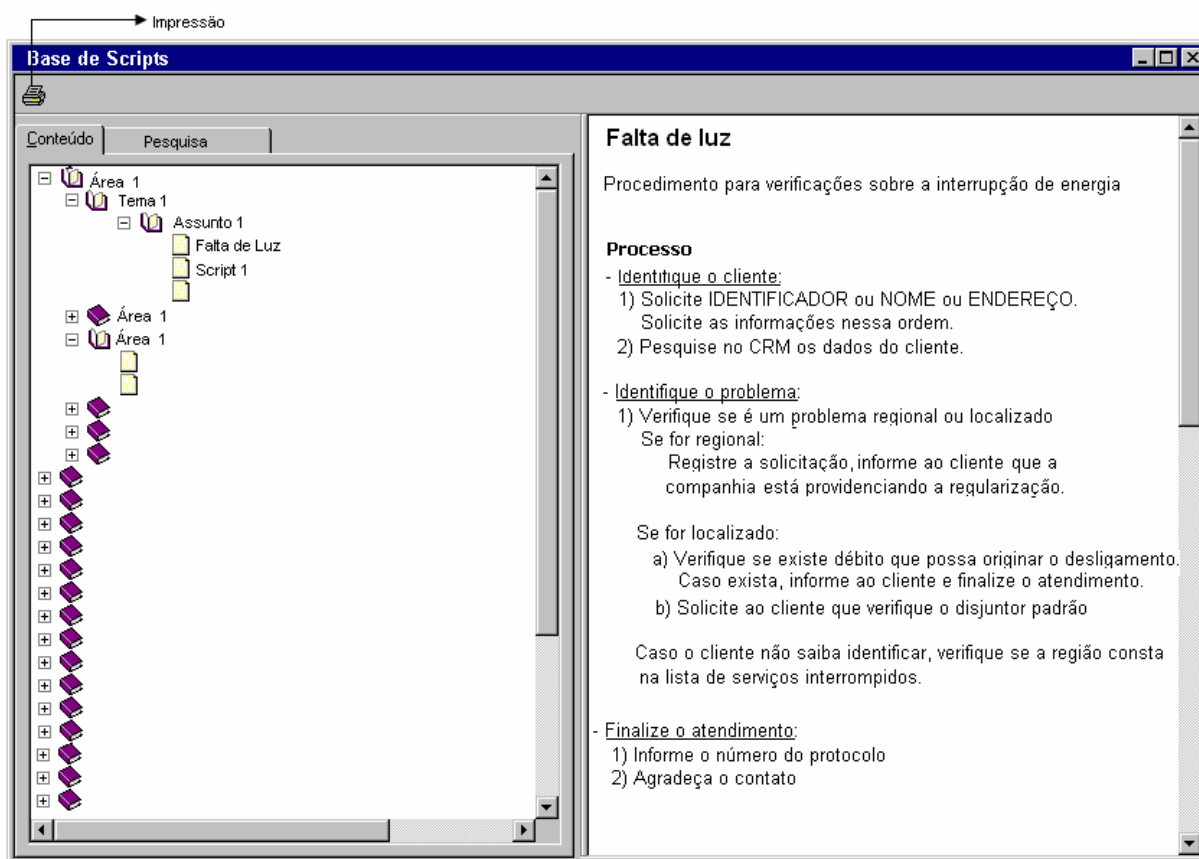 Impressão
Base de Scripts
Conteúdo
Pesquisa
Área 1
Tema 1
Assunto 1
Falta de Luz
Script 1
Área 1
Área 1
Falta de luz
Procedimento para verificações sobre a interrupção de energia
Processo
- Identifique o cliente:
1) Solicite IDENTIFICADOR ou NOME ou ENDEREÇO.
Solicite as informações nessa ordem.
2) Pesquise no CRM os dados do cliente.
- Identifique o problema:
1) Verifique se é um problema regional ou localizado
Se for regional:
Registre a solicitação, informe ao cliente que a
companhia está providenciando a regularização.
Se for localizado:
a) Verifique se existe débito que possa originar o desligamento.
Caso exista, informe ao cliente e finalize o atendimento.
b) Solicite ao cliente que verifique o disjuntor padrão
Caso o cliente não saiba identificar, verifique se a região consta
na lista de serviços interrompidos.
- Finalize o atendimento:
1) Informe o número do protocolo
2) Agradeça o contato